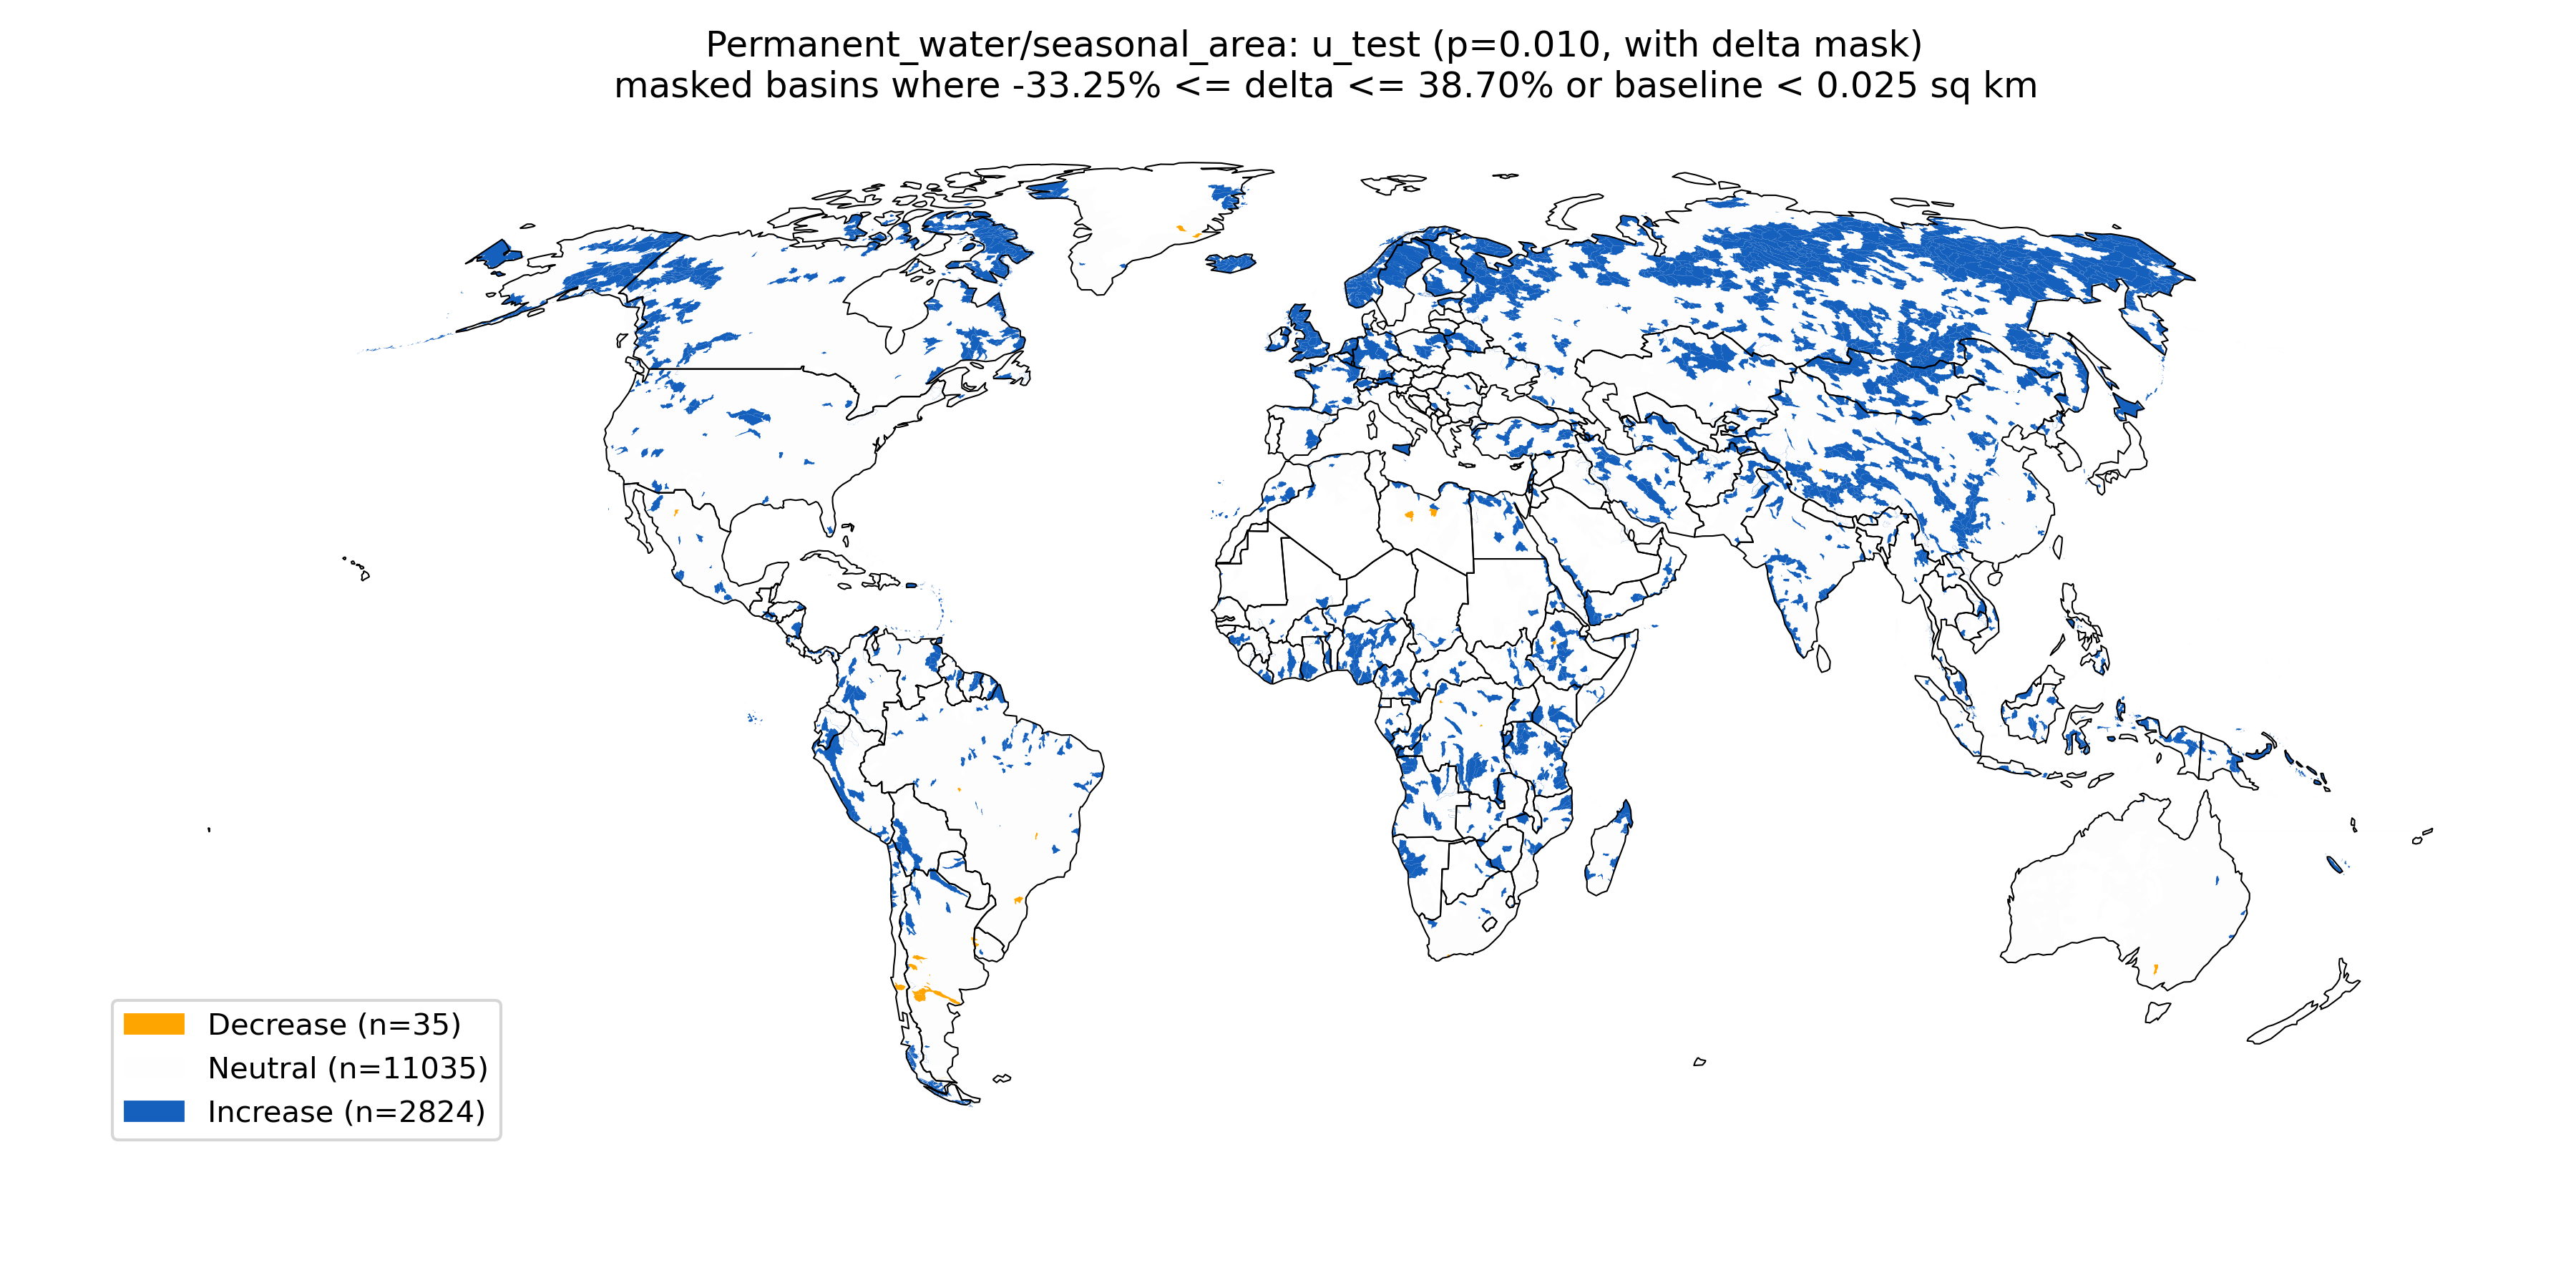 Permanent_water/seasonal_area: u_test (p=0.010, with delta mask)
masked basins where -33.25% <= delta <= 38.70% or baseline < 0.025 sq km
Decrease (n=35)
Neutral (n=11035)
Increase (n=2824)